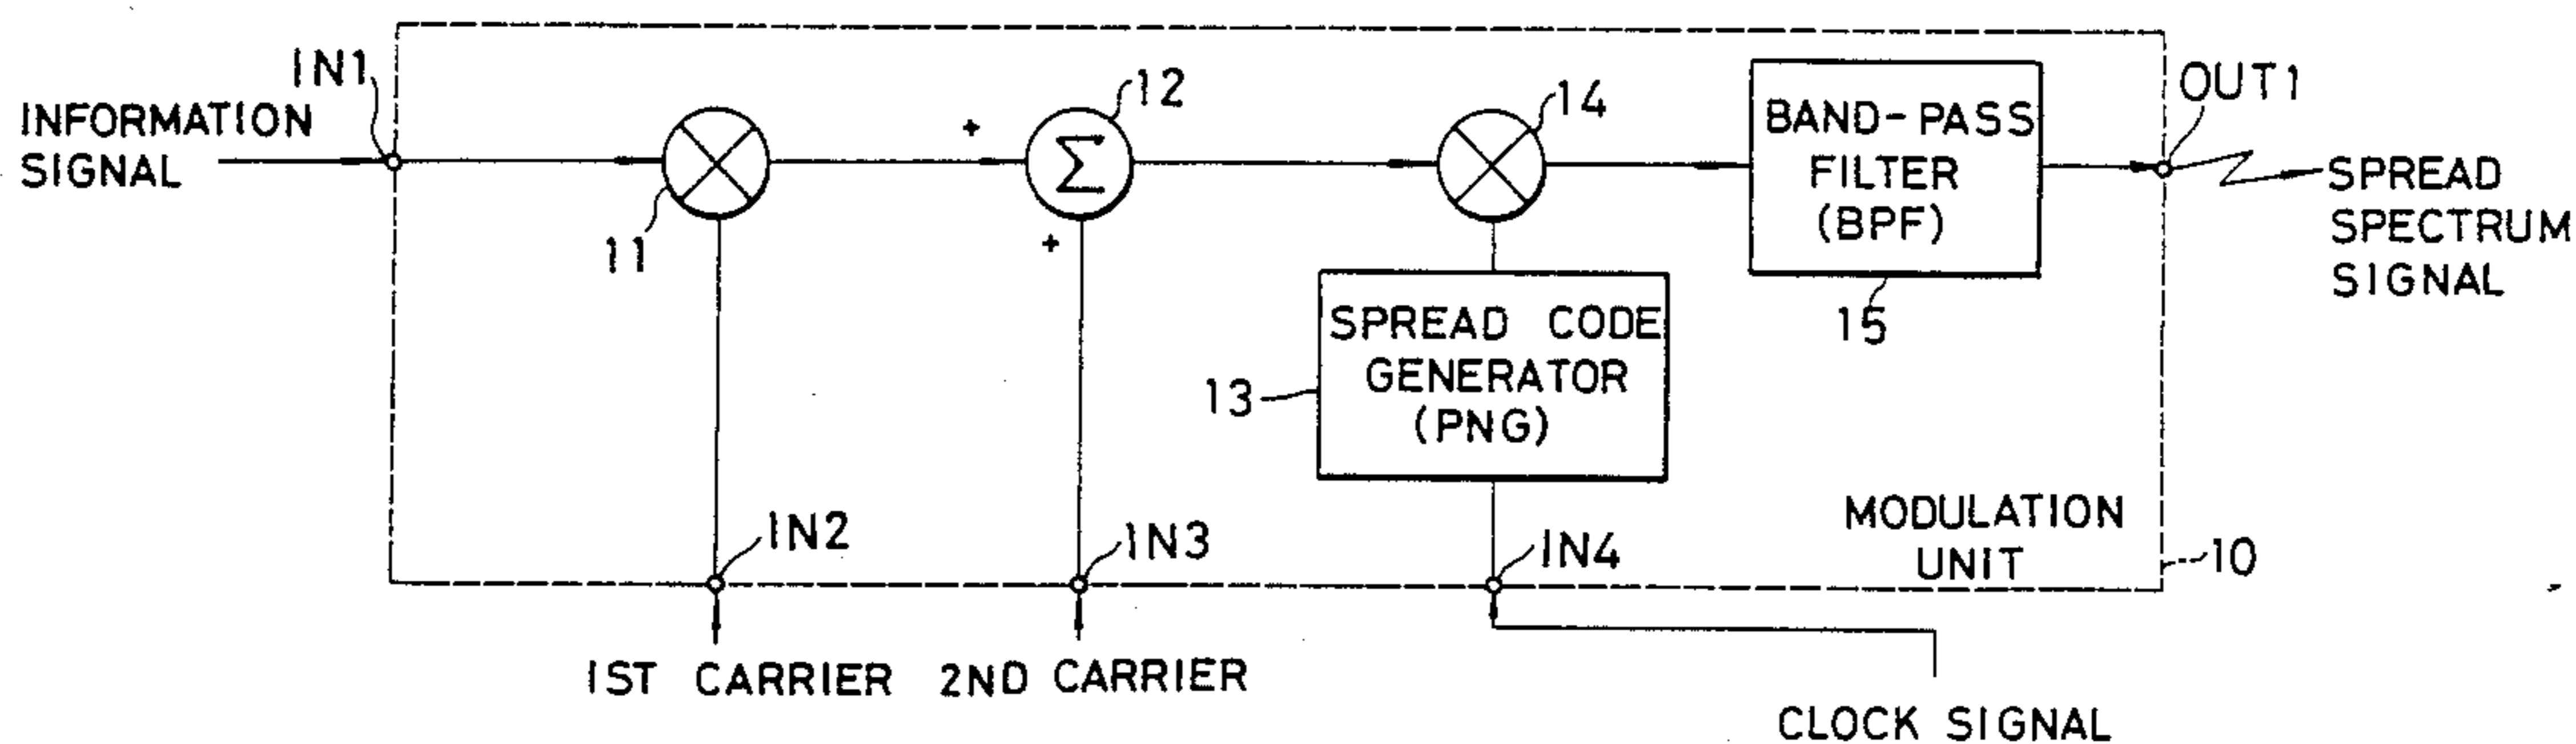 IN1
INFORMATION
SIGNAL
11
+
+
Σ
12
14
BAND-PASS
FILTER
(BPF)
15
OUT1
SPREAD
SPECTRUM
SIGNAL
SPREAD CODE
GENERATOR
(PNG)
13
MODULATION
UNIT
10
IN2
IN3
IN4
1ST CARRIER
2ND CARRIER
CLOCK SIGNAL